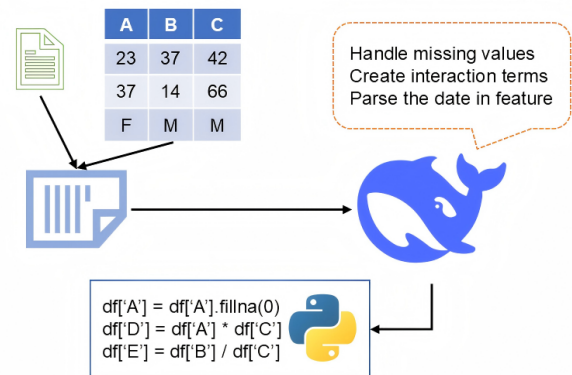 A B C
23 37 42
37 14 66
F M M
Handle missing values
Create interaction terms
Parse the date in feature
df[‘A’] = df[‘A’].fillna(0)
df[‘D’] = df[‘A’] * df[‘C’]
df[‘E’] = df[‘B’] / df[‘C’]